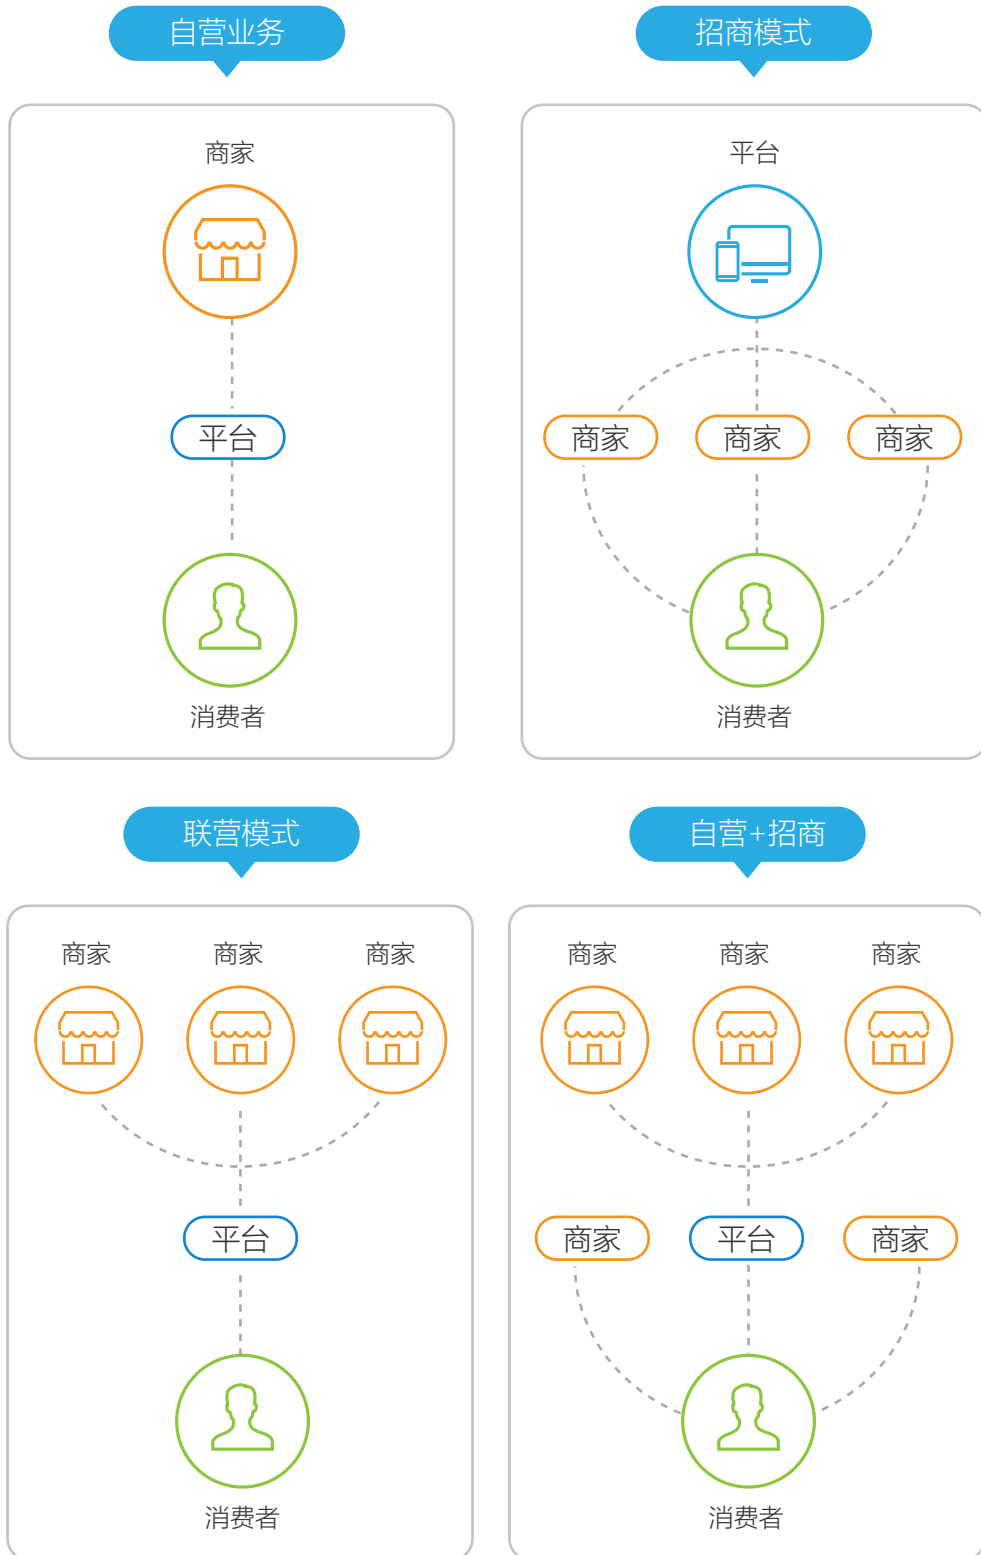 自营业务
商家
平台
消费者
招商模式
平台
商家 商家 商家
消费者
联营模式
商家 商家 商家
平台
消费者
自营+招商
商家 商家 商家
商家 平台 商家
消费者